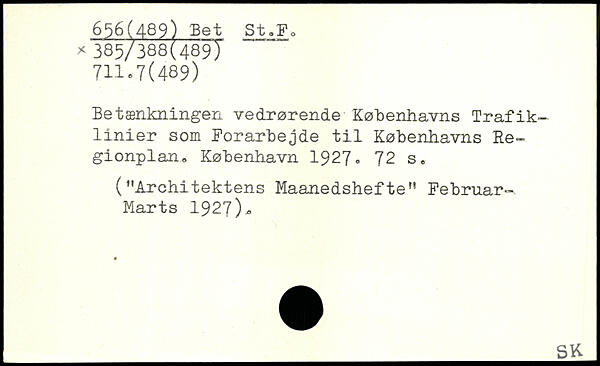 656(489) Bet St.F.
× 385/388(489)
711.7(489)
Betænkningen vedrørende Københavns Trafik-
linier som Forarbejde til Københavns Re-
gionplan. København 1927. 72 s.
("Architektens Maanedshefte" Februar-
Marts 1927).
SK